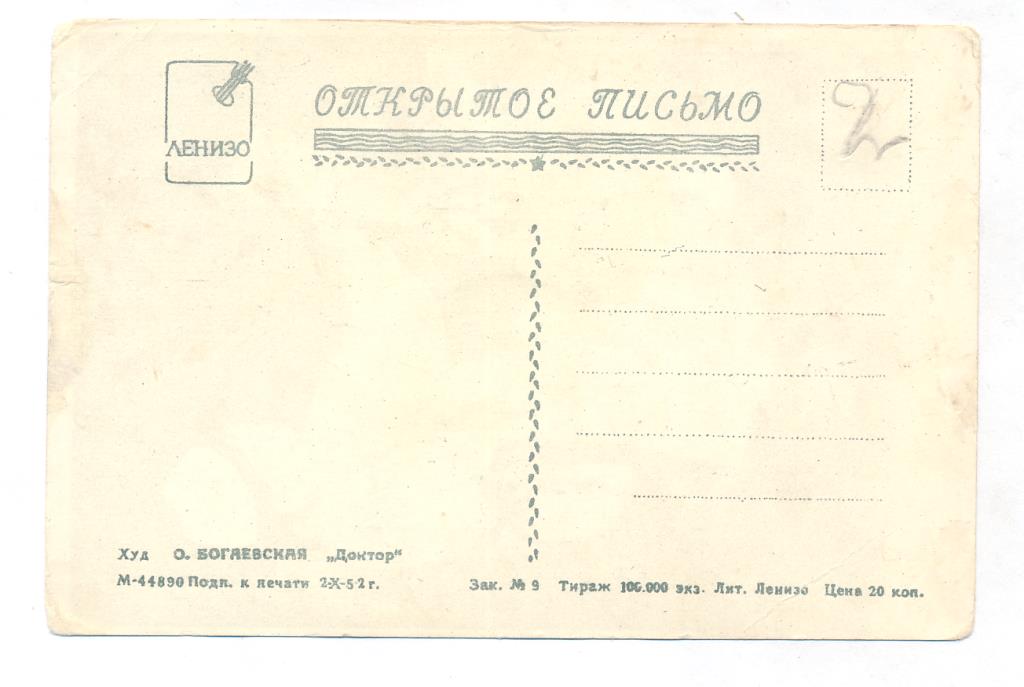 ЛЕНИЗО
ОТКРЫТОЕ ПИСЬМО
2
Худ О. БОГАЕВСКАЯ „Доктор“
М-44890 Подп. к печати 2-X-52 г.
Зак. № 9 Тираж 100.000 экз. Лит. Ленизо Цена 20 коп.